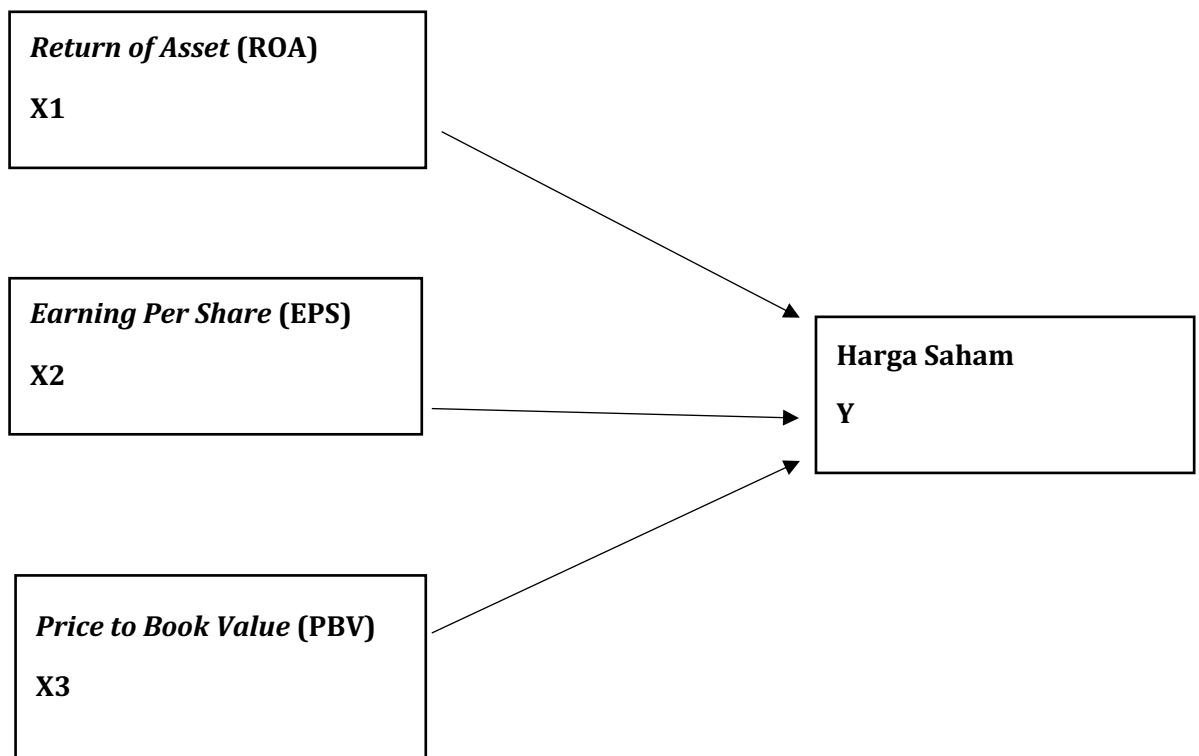 Return of Asset (ROA)
X1
Earning Per Share (EPS)
X2
Harga Saham
Y
Price to Book Value (PBV)
X3